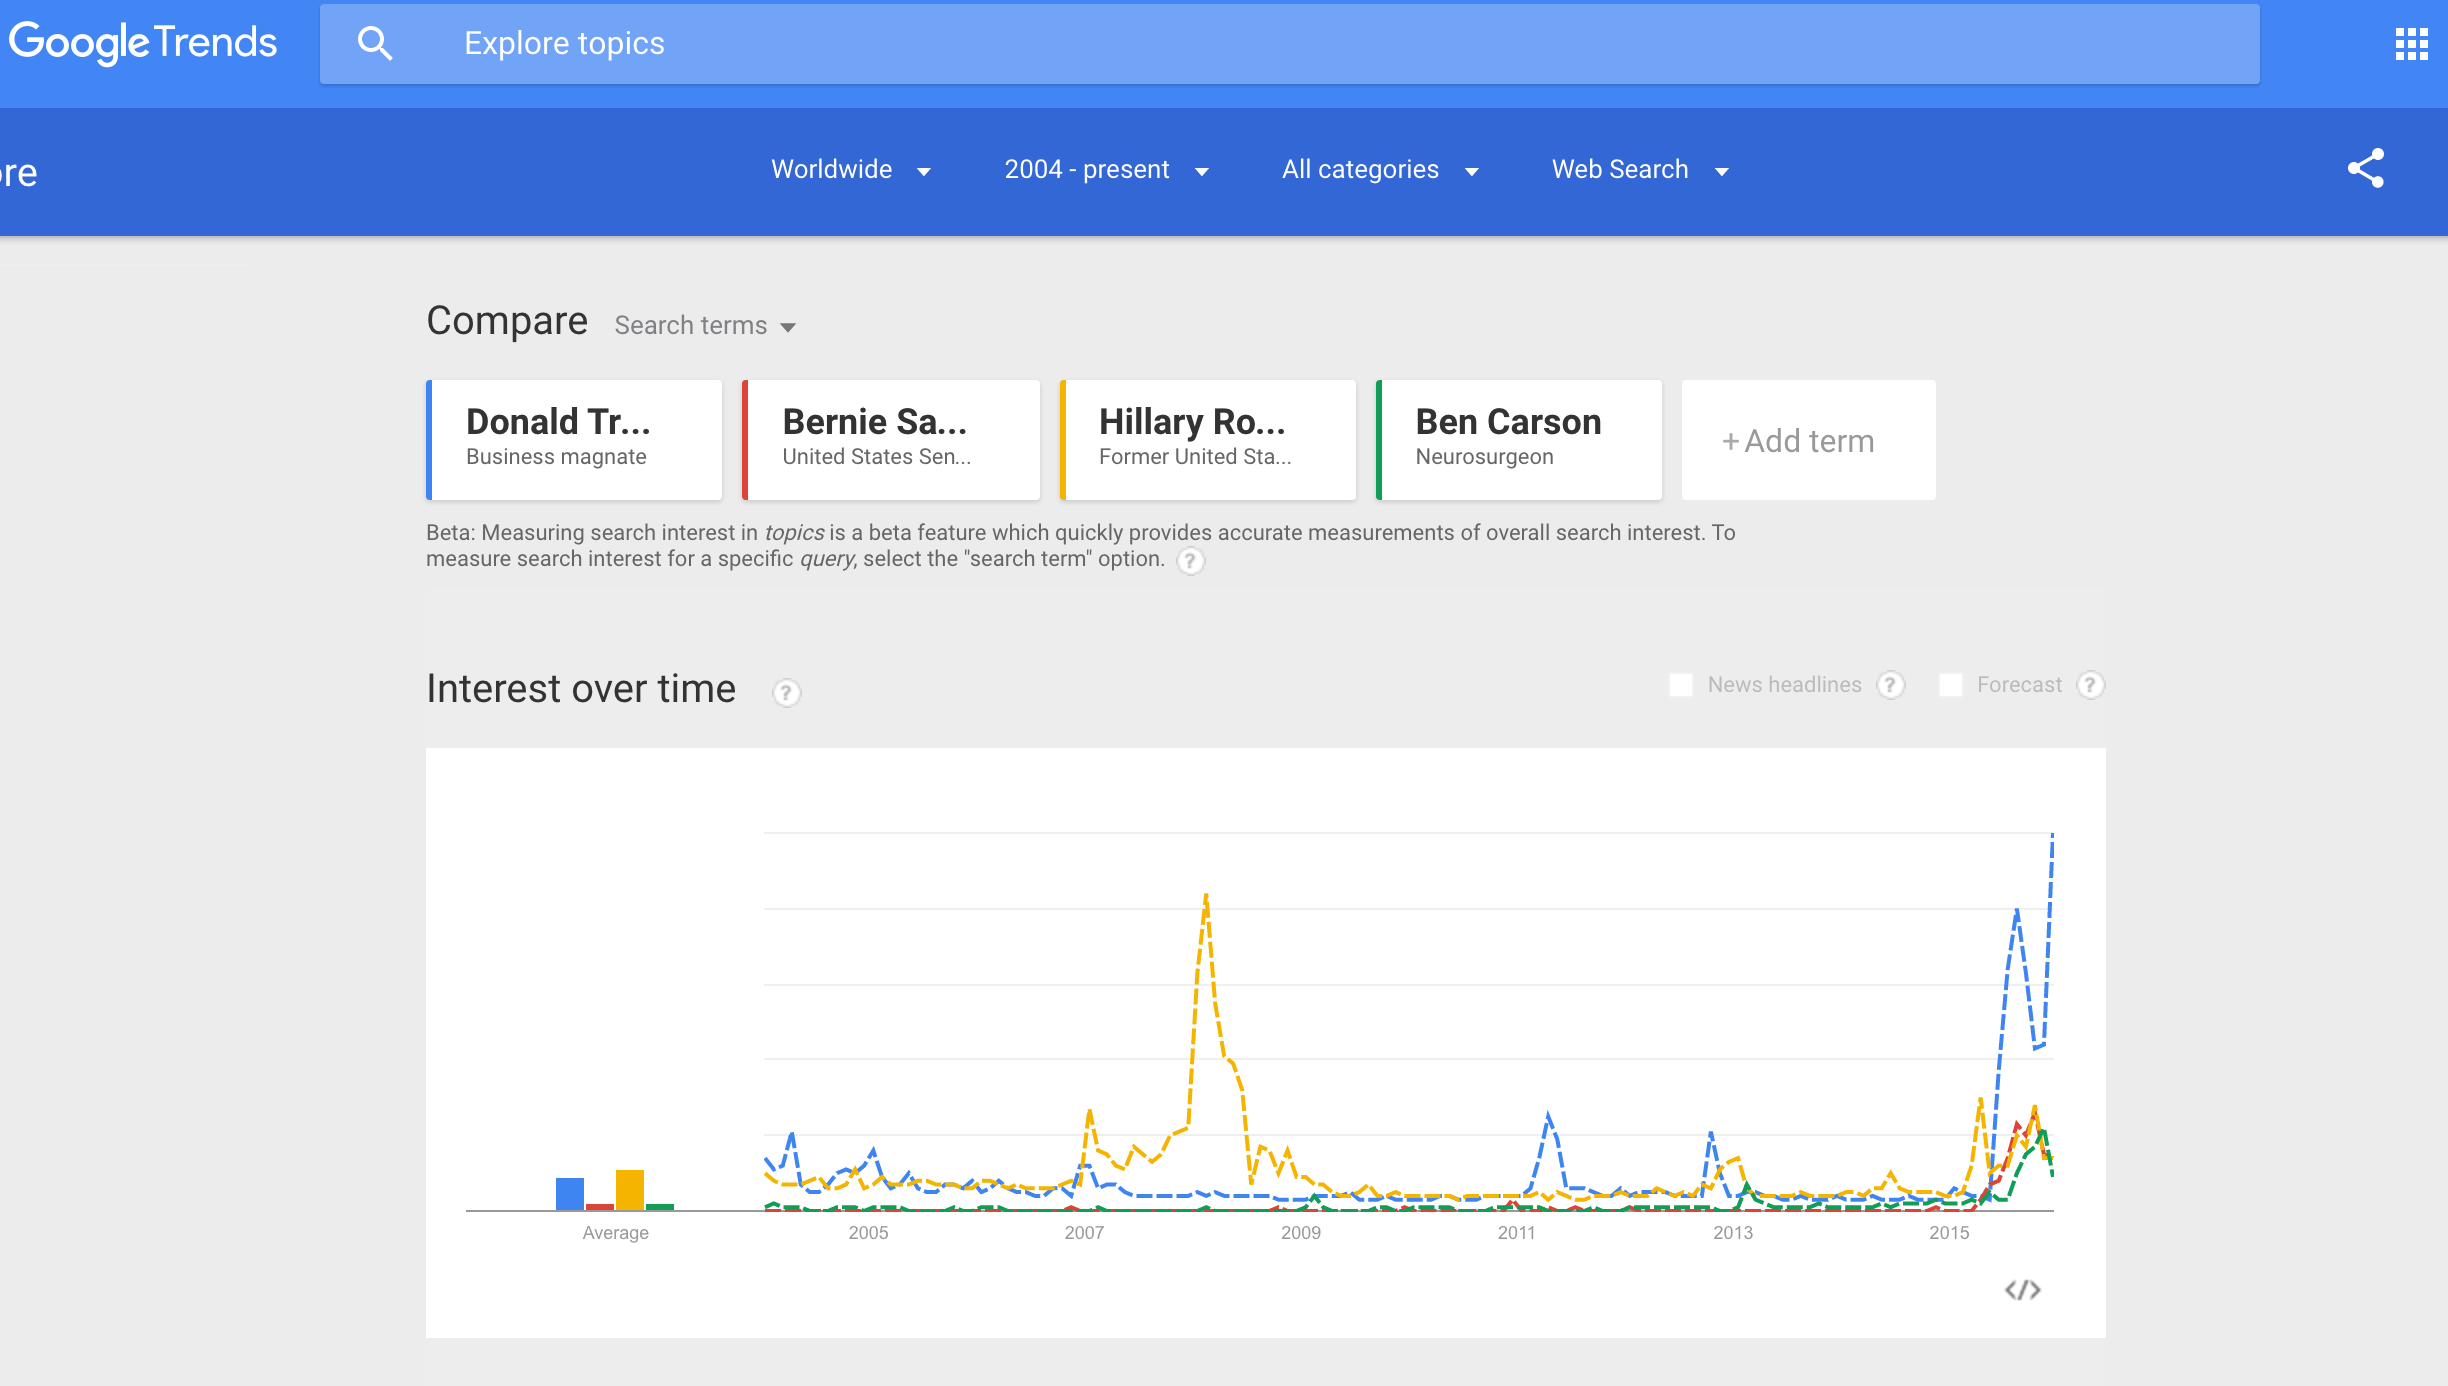 Google Trends
Explore topics
ore
Worldwide
2004 - present
All categories
Web Search
Compare
Search terms
Donald Tr...
Business magnate
Bernie Sa...
United States Sen...
Hillary Ro...
Former United Sta...
Ben Carson
Neurosurgeon
+ Add term
Beta: Measuring search interest in topics is a beta feature which quickly provides accurate measurements of overall search interest. To
measure search interest for a specific query, select the "search term" option. ?
Interest over time ?
News headlines ?
Forecast ?
Average
2005
2007
2009
2011
2013
2015
</>